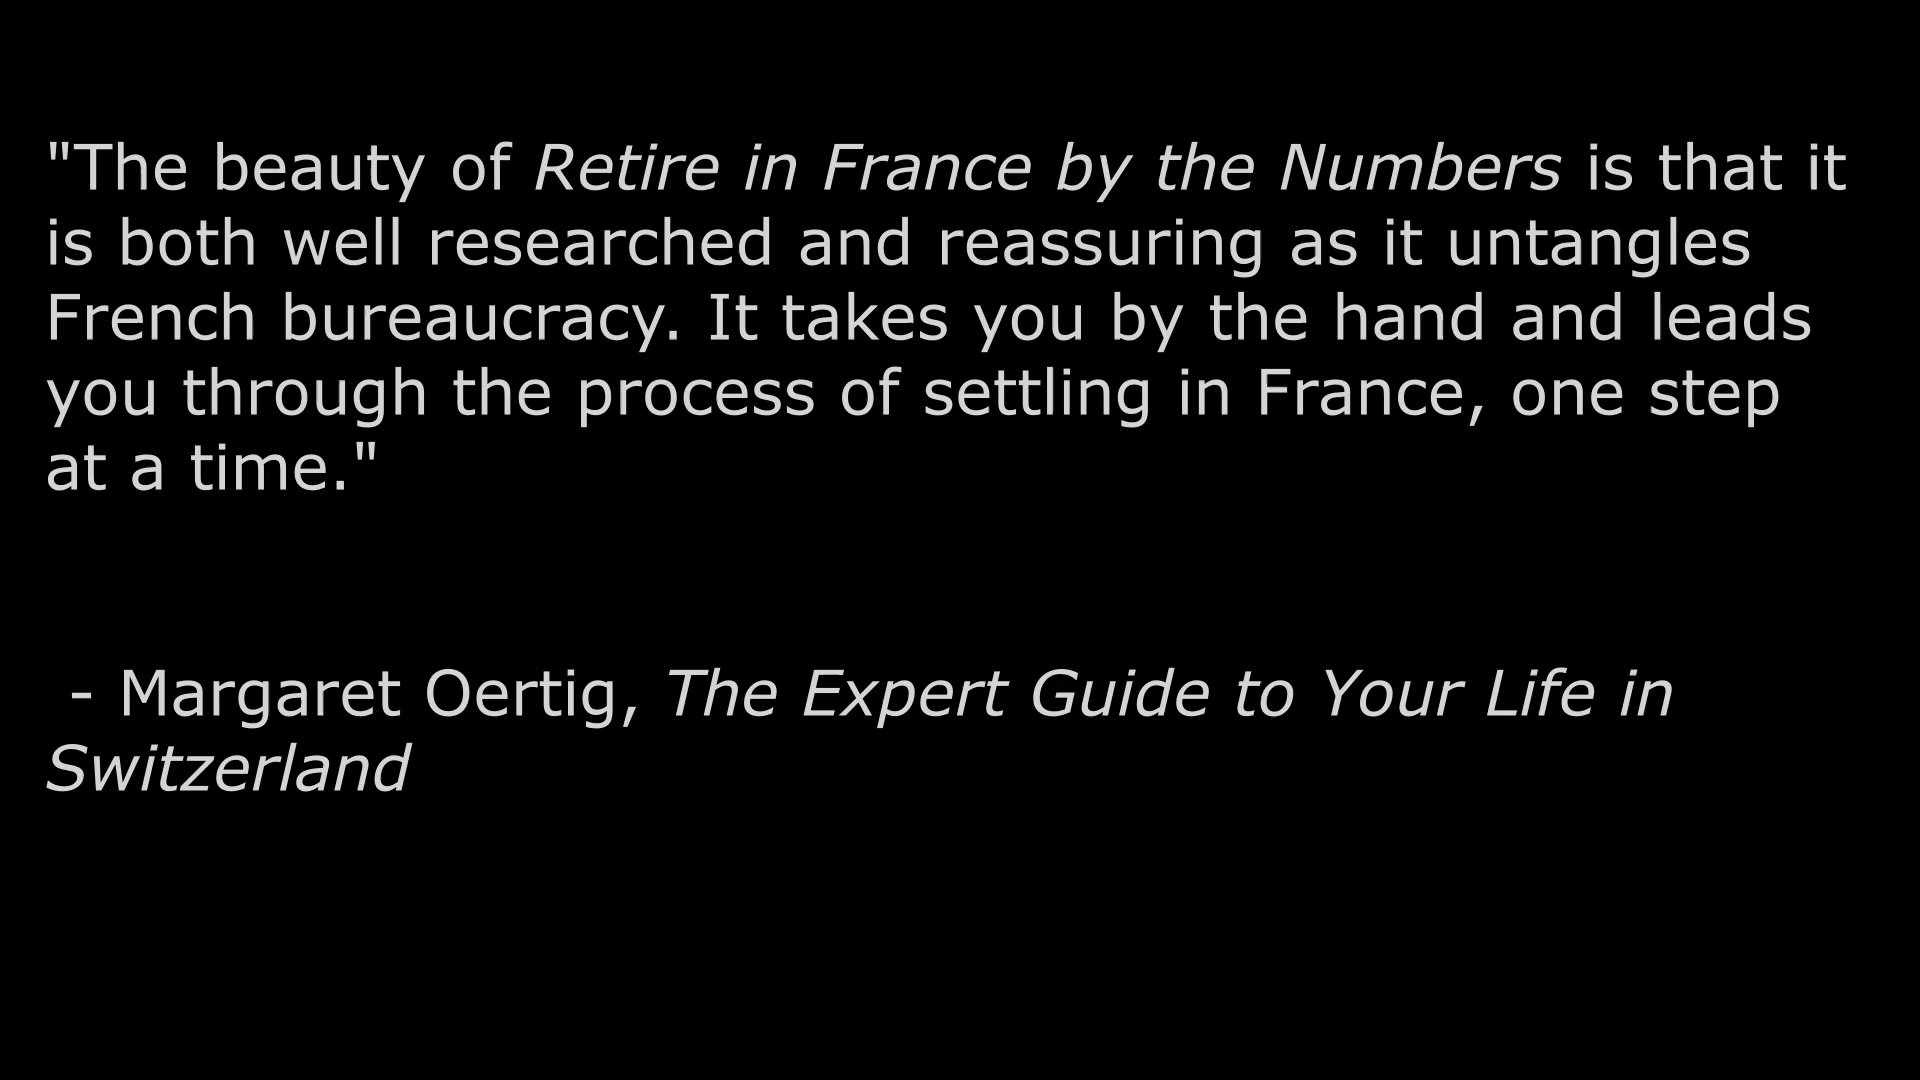 "The beauty of Retire in France by the Numbers is that it
is both well researched and reassuring as it untangles
French bureaucracy. It takes you by the hand and leads
you through the process of settling in France, one step
at a time."
- Margaret Oertig, The Expert Guide to Your Life in
Switzerland